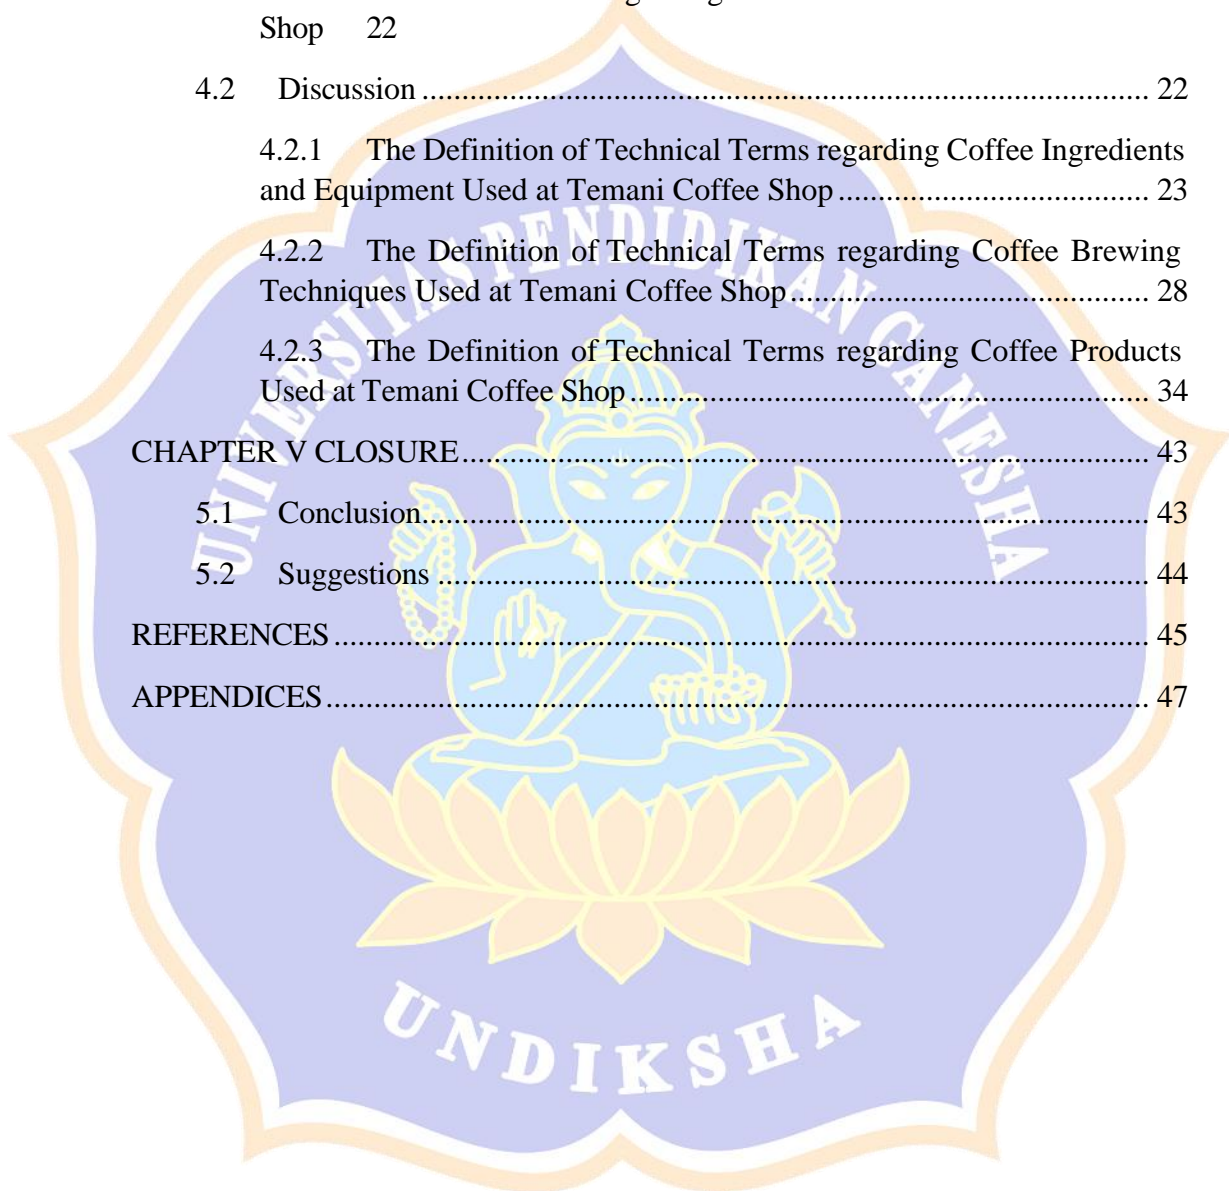 Shop 22
4.2 Discussion ................................................................................ 22
4.2.1 The Definition of Technical Terms regarding Coffee Ingredients
and Equipment Used at Temani Coffee Shop .................................. 23
4.2.2 The Definition of Technical Terms regarding Coffee Brewing
Techniques Used at Temani Coffee Shop ....................................... 28
4.2.3 The Definition of Technical Terms regarding Coffee Products
Used at Temani Coffee Shop ......................................................... 34
CHAPTER V CLOSURE ........................................................................... 43
5.1 Conclusion ................................................................................ 43
5.2 Suggestions .............................................................................. 44
REFERENCES ......................................................................................... 45
APPENDICES .......................................................................................... 47
UNIVERSITAS PENDIDIKAN GANESHA
UNDIKSHA